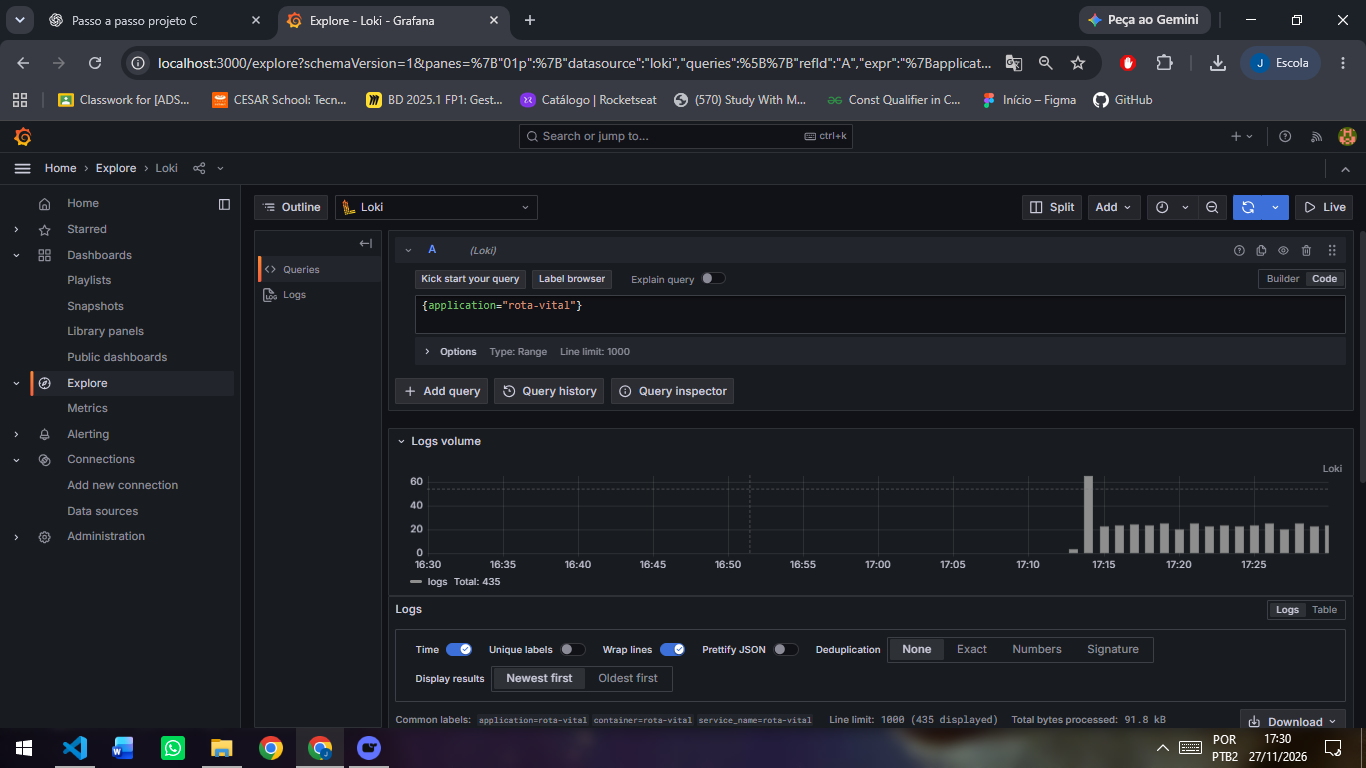 Passo a passo projeto C
Explore - Loki - Grafana
Peça ao Gemini
localhost:3000/explore?schemaVersion=1&panes=%7B"01p":%7B"datasource":"loki","queries":%5B%7B"refId":"A","expr":"%7Bapplicat...
J Escola
Classwork for [ADS...
CESAR School: Tecn...
BD 2025.1 FP1: Gest...
Catálogo | Rocketseat
(570) Study With M...
Const Qualifier in C...
Início – Figma
GitHub
Search or jump to...
ctrl+k
Home › Explore › Loki
Home
Starred
Dashboards
Playlists
Snapshots
Library panels
Public dashboards
Explore
Metrics
Alerting
Connections
Add new connection
Data sources
Administration
Outline
Loki
Split
Add
Live
Queries
Logs
A (Loki)
Kick start your query
Label browser
Explain query
Builder
Code
{application="rota-vital"}
Options Type: Range Line limit: 1000
Add query
Query history
Query inspector
Logs volume
Loki
60
40
20
0
16:30 16:35 16:40 16:45 16:50 16:55 17:00 17:05 17:10 17:15 17:20 17:25
logs Total: 435
Logs
Logs Table
Time
Unique labels
Wrap lines
Prettify JSON
Deduplication
None
Exact
Numbers
Signature
Display results
Newest first
Oldest first
Common labels: application=rota-vital container=rota-vital service_name=rota-vital Line limit: 1000 (435 displayed) Total bytes processed: 91.8 kB
Download
POR
PTB2
17:30
27/11/2026